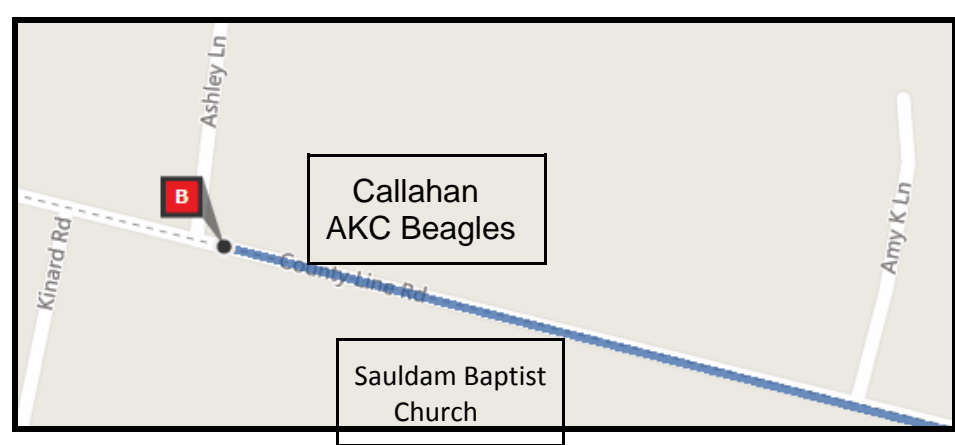 Ashley Ln
B
Callahan
AKC Beagles
Kinard Rd
County Line Rd
Amy K Ln
Sauldam Baptist
Church